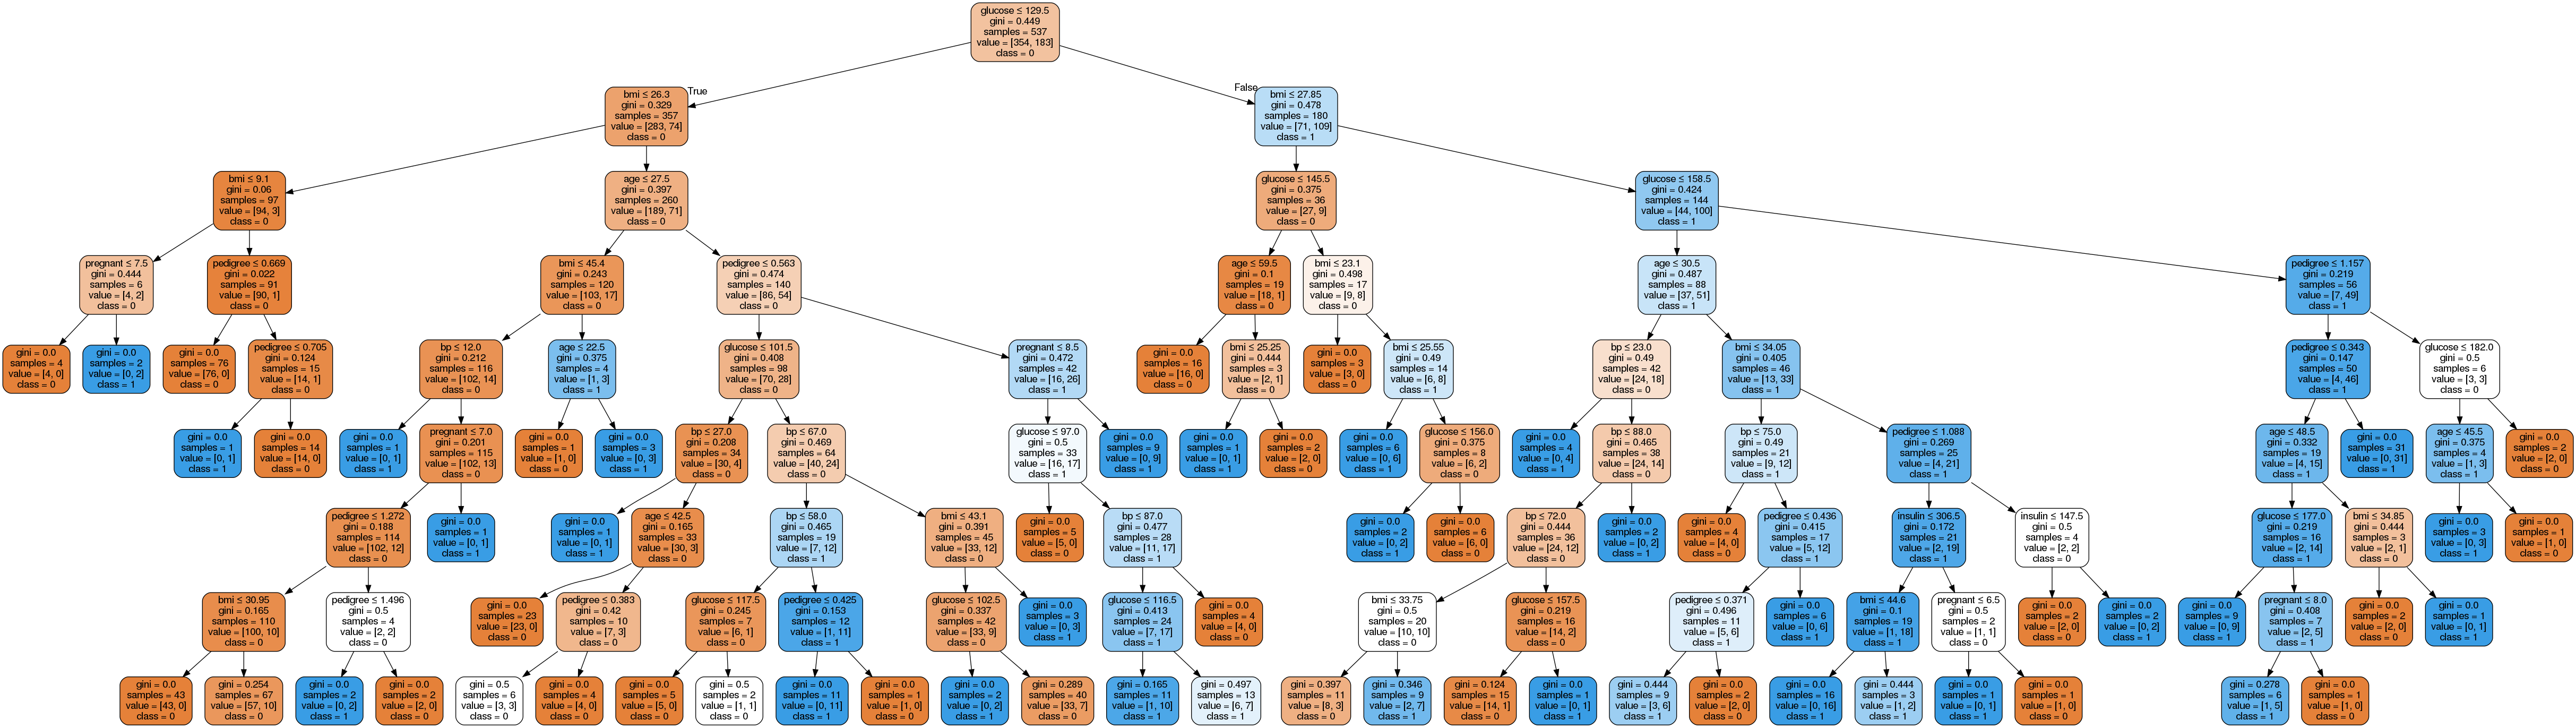 glucose ≤ 129.5
gini = 0.449
samples = 537
value = [354, 183]
class = 0
True
False
bmi ≤ 26.3
gini = 0.329
samples = 357
value = [283, 74]
class = 0
bmi ≤ 27.85
gini = 0.478
samples = 180
value = [71, 109]
class = 1
bmi ≤ 9.1
gini = 0.06
samples = 97
value = [94, 3]
class = 0
age ≤ 27.5
gini = 0.397
samples = 260
value = [189, 71]
class = 0
glucose ≤ 145.5
gini = 0.375
samples = 36
value = [27, 9]
class = 0
glucose ≤ 158.5
gini = 0.424
samples = 144
value = [44, 100]
class = 1
pregnant ≤ 7.5
gini = 0.444
samples = 6
value = [4, 2]
class = 0
pedigree ≤ 0.669
gini = 0.022
samples = 91
value = [90, 1]
class = 0
bmi ≤ 45.4
gini = 0.243
samples = 120
value = [103, 17]
class = 0
pedigree ≤ 0.563
gini = 0.474
samples = 140
value = [86, 54]
class = 0
age ≤ 59.5
gini = 0.1
samples = 19
value = [18, 1]
class = 0
bmi ≤ 23.1
gini = 0.498
samples = 17
value = [9, 8]
class = 0
age ≤ 30.5
gini = 0.487
samples = 88
value = [37, 51]
class = 1
pedigree ≤ 1.157
gini = 0.219
samples = 56
value = [7, 49]
class = 1
gini = 0.0
samples = 4
value = [4, 0]
class = 0
gini = 0.0
samples = 2
value = [0, 2]
class = 1
gini = 0.0
samples = 76
value = [76, 0]
class = 0
pedigree ≤ 0.705
gini = 0.124
samples = 15
value = [14, 1]
class = 0
bp ≤ 12.0
gini = 0.212
samples = 116
value = [102, 14]
class = 0
age ≤ 22.5
gini = 0.375
samples = 4
value = [1, 3]
class = 1
glucose ≤ 101.5
gini = 0.408
samples = 98
value = [70, 28]
class = 0
pregnant ≤ 8.5
gini = 0.472
samples = 42
value = [16, 26]
class = 1
gini = 0.0
samples = 16
value = [16, 0]
class = 0
bmi ≤ 25.25
gini = 0.444
samples = 3
value = [2, 1]
class = 0
gini = 0.0
samples = 3
value = [3, 0]
class = 0
bmi ≤ 25.55
gini = 0.49
samples = 14
value = [6, 8]
class = 1
bp ≤ 23.0
gini = 0.49
samples = 42
value = [24, 18]
class = 0
bmi ≤ 34.05
gini = 0.405
samples = 46
value = [13, 33]
class = 1
pedigree ≤ 0.343
gini = 0.147
samples = 50
value = [4, 46]
class = 1
glucose ≤ 182.0
gini = 0.5
samples = 6
value = [3, 3]
class = 0
gini = 0.0
samples = 1
value = [0, 1]
class = 1
gini = 0.0
samples = 14
value = [14, 0]
class = 0
gini = 0.0
samples = 1
value = [0, 1]
class = 1
pregnant ≤ 7.0
gini = 0.201
samples = 115
value = [102, 13]
class = 0
gini = 0.0
samples = 1
value = [1, 0]
class = 0
gini = 0.0
samples = 3
value = [0, 3]
class = 1
bp ≤ 27.0
gini = 0.208
samples = 34
value = [30, 4]
class = 0
bp ≤ 67.0
gini = 0.469
samples = 64
value = [40, 24]
class = 0
glucose ≤ 97.0
gini = 0.5
samples = 33
value = [16, 17]
class = 1
gini = 0.0
samples = 9
value = [0, 9]
class = 1
gini = 0.0
samples = 1
value = [0, 1]
class = 1
gini = 0.0
samples = 2
value = [2, 0]
class = 0
gini = 0.0
samples = 6
value = [0, 6]
class = 1
glucose ≤ 156.0
gini = 0.375
samples = 8
value = [6, 2]
class = 0
gini = 0.0
samples = 4
value = [0, 4]
class = 1
bp ≤ 88.0
gini = 0.465
samples = 38
value = [24, 14]
class = 0
bp ≤ 75.0
gini = 0.49
samples = 21
value = [9, 12]
class = 1
pedigree ≤ 1.088
gini = 0.269
samples = 25
value = [4, 21]
class = 1
age ≤ 48.5
gini = 0.332
samples = 19
value = [4, 15]
class = 1
gini = 0.0
samples = 31
value = [0, 31]
class = 1
age ≤ 45.5
gini = 0.375
samples = 4
value = [1, 3]
class = 1
gini = 0.0
samples = 2
value = [2, 0]
class = 0
pedigree ≤ 1.272
gini = 0.188
samples = 114
value = [102, 12]
class = 0
gini = 0.0
samples = 1
value = [0, 1]
class = 1
gini = 0.0
samples = 1
value = [0, 1]
class = 1
age ≤ 42.5
gini = 0.165
samples = 33
value = [30, 3]
class = 0
bp ≤ 58.0
gini = 0.465
samples = 19
value = [7, 12]
class = 1
bmi ≤ 43.1
gini = 0.391
samples = 45
value = [33, 12]
class = 0
gini = 0.0
samples = 5
value = [5, 0]
class = 0
bp ≤ 87.0
gini = 0.477
samples = 28
value = [11, 17]
class = 1
gini = 0.0
samples = 2
value = [0, 2]
class = 1
gini = 0.0
samples = 6
value = [6, 0]
class = 0
bp ≤ 72.0
gini = 0.444
samples = 36
value = [24, 12]
class = 0
gini = 0.0
samples = 2
value = [0, 2]
class = 1
gini = 0.0
samples = 4
value = [4, 0]
class = 0
pedigree ≤ 0.436
gini = 0.415
samples = 17
value = [5, 12]
class = 1
insulin ≤ 306.5
gini = 0.172
samples = 21
value = [2, 19]
class = 1
insulin ≤ 147.5
gini = 0.5
samples = 4
value = [2, 2]
class = 0
glucose ≤ 177.0
gini = 0.219
samples = 16
value = [2, 14]
class = 1
bmi ≤ 34.85
gini = 0.444
samples = 3
value = [2, 1]
class = 0
gini = 0.0
samples = 3
value = [0, 3]
class = 1
gini = 0.0
samples = 1
value = [1, 0]
class = 0
bmi ≤ 30.95
gini = 0.165
samples = 110
value = [100, 10]
class = 0
pedigree ≤ 1.496
gini = 0.5
samples = 4
value = [2, 2]
class = 0
gini = 0.0
samples = 23
value = [23, 0]
class = 0
pedigree ≤ 0.383
gini = 0.42
samples = 10
value = [7, 3]
class = 0
glucose ≤ 117.5
gini = 0.245
samples = 7
value = [6, 1]
class = 0
pedigree ≤ 0.425
gini = 0.153
samples = 12
value = [1, 11]
class = 1
glucose ≤ 102.5
gini = 0.337
samples = 42
value = [33, 9]
class = 0
gini = 0.0
samples = 3
value = [0, 3]
class = 1
glucose ≤ 116.5
gini = 0.413
samples = 24
value = [7, 17]
class = 1
gini = 0.0
samples = 4
value = [4, 0]
class = 0
bmi ≤ 33.75
gini = 0.5
samples = 20
value = [10, 10]
class = 0
glucose ≤ 157.5
gini = 0.219
samples = 16
value = [14, 2]
class = 0
pedigree ≤ 0.371
gini = 0.496
samples = 11
value = [5, 6]
class = 1
gini = 0.0
samples = 6
value = [0, 6]
class = 1
bmi ≤ 44.6
gini = 0.1
samples = 19
value = [1, 18]
class = 1
pregnant ≤ 6.5
gini = 0.5
samples = 2
value = [1, 1]
class = 0
gini = 0.0
samples = 2
value = [2, 0]
class = 0
gini = 0.0
samples = 2
value = [0, 2]
class = 1
gini = 0.0
samples = 9
value = [0, 9]
class = 1
pregnant ≤ 8.0
gini = 0.408
samples = 7
value = [2, 5]
class = 1
gini = 0.0
samples = 2
value = [2, 0]
class = 0
gini = 0.0
samples = 1
value = [0, 1]
class = 1
gini = 0.0
samples = 43
value = [43, 0]
class = 0
gini = 0.254
samples = 67
value = [57, 10]
class = 0
gini = 0.0
samples = 2
value = [0, 2]
class = 1
gini = 0.0
samples = 2
value = [2, 0]
class = 0
gini = 0.5
samples = 6
value = [3, 3]
class = 0
gini = 0.0
samples = 4
value = [4, 0]
class = 0
gini = 0.0
samples = 5
value = [5, 0]
class = 0
gini = 0.5
samples = 2
value = [1, 1]
class = 0
gini = 0.0
samples = 11
value = [0, 11]
class = 1
gini = 0.0
samples = 1
value = [1, 0]
class = 0
gini = 0.0
samples = 2
value = [0, 2]
class = 1
gini = 0.289
samples = 40
value = [33, 7]
class = 0
gini = 0.165
samples = 11
value = [1, 10]
class = 1
gini = 0.497
samples = 13
value = [6, 7]
class = 1
gini = 0.397
samples = 11
value = [8, 3]
class = 0
gini = 0.346
samples = 9
value = [2, 7]
class = 1
gini = 0.124
samples = 15
value = [14, 1]
class = 0
gini = 0.0
samples = 1
value = [0, 1]
class = 1
gini = 0.444
samples = 9
value = [3, 6]
class = 1
gini = 0.0
samples = 2
value = [2, 0]
class = 0
gini = 0.0
samples = 16
value = [0, 16]
class = 1
gini = 0.444
samples = 3
value = [1, 2]
class = 1
gini = 0.0
samples = 1
value = [0, 1]
class = 1
gini = 0.0
samples = 1
value = [1, 0]
class = 0
gini = 0.278
samples = 6
value = [1, 5]
class = 1
gini = 0.0
samples = 1
value = [1, 0]
class = 0